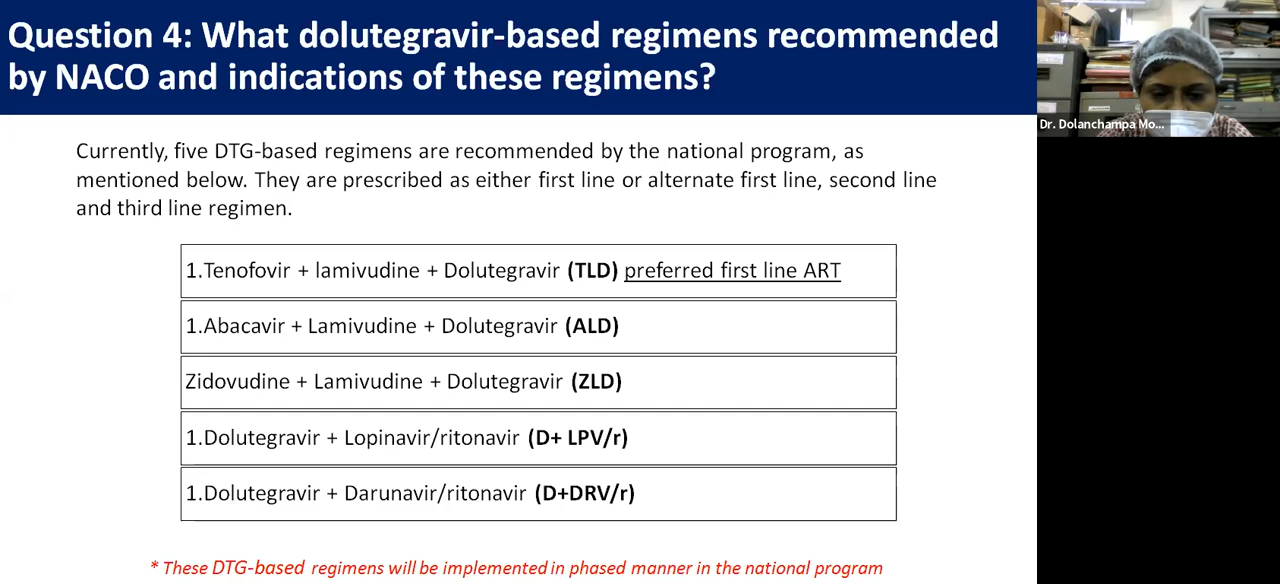 Question 4: What dolutegravir-based regimens recommended
by NACO and indications of these regimens?
Dr. Dolanchampa Mo...
Currently, five DTG-based regimens are recommended by the national program, as
mentioned below. They are prescribed as either first line or alternate first line, second line
and third line regimen.
1.Tenofovir + lamivudine + Dolutegravir (TLD) preferred first line ART
1.Abacavir + Lamivudine + Dolutegravir (ALD)
Zidovudine + Lamivudine + Dolutegravir (ZLD)
1.Dolutegravir + Lopinavir/ritonavir (D+ LPV/r)
1.Dolutegravir + Darunavir/ritonavir (D+DRV/r)
* These DTG-based regimens will be implemented in phased manner in the national program